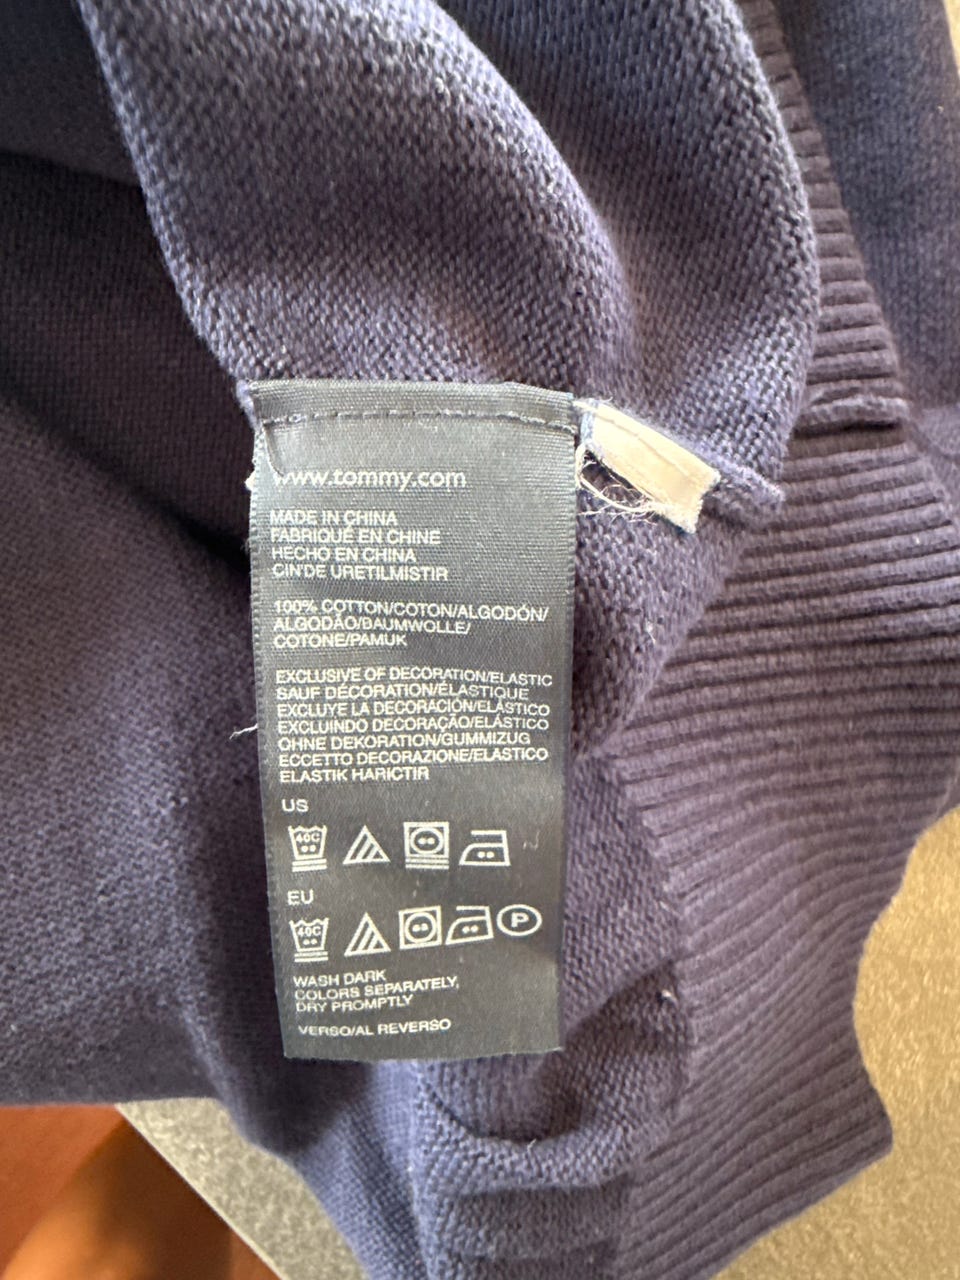 www.tommy.com
MADE IN CHINA
FABRIQUÉ EN CHINE
HECHO EN CHINA
CIN'DE URETILMISTIR
100% COTTON/COTON/ALGODÓN/
ALGODÃO/BAUMWOLLE/
COTONE/PAMUK
EXCLUSIVE OF DECORATION/ELASTIC
SAUF DÉCORATION/ÉLASTIQUE
EXCLUYE LA DECORACIÓN/ELÁSTICO
EXCLUINDO DECORAÇÃO/ELÁSTICO
OHNE DEKORATION/GUMMIZUG
ECCETTO DECORAZIONE/ELASTICO
ELASTIK HARICTIR
US
40C
EU
40C P
WASH DARK
COLORS SEPARATELY,
DRY PROMPTLY
VERSO/AL REVERSO